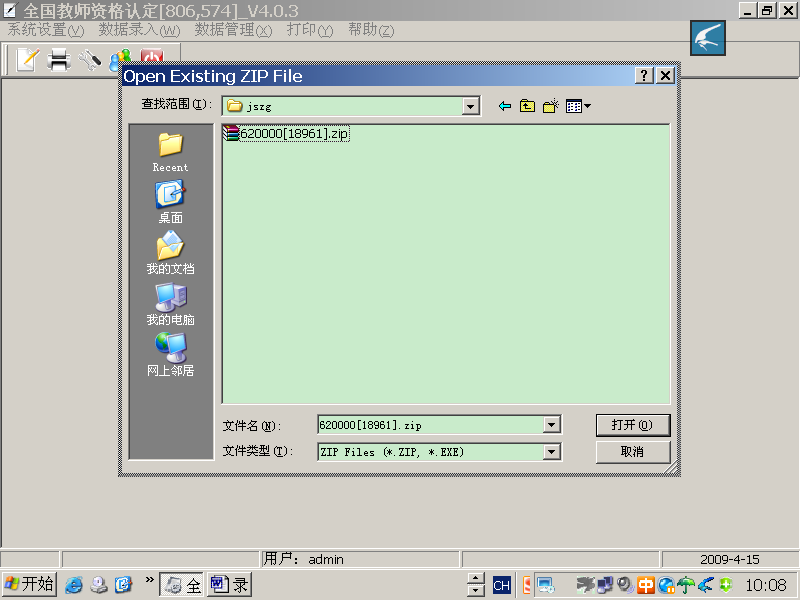 全国教师资格认定[806,574]_V4.0.3
系统设置(V) 数据录入(W) 数据管理(X) 打印(Y) 帮助(Z)
Open Existing ZIP File
查找范围(I): jszg
620000[18961].zip
Recent
桌面
我的文档
我的电脑
网上邻居
文件名(N): 620000[18961].zip 打开(O)
文件类型(T): ZIP Files (*.ZIP, *.EXE) 取消
用户: admin 2009-4-15
开始 » 全 录 CH 中 10:08